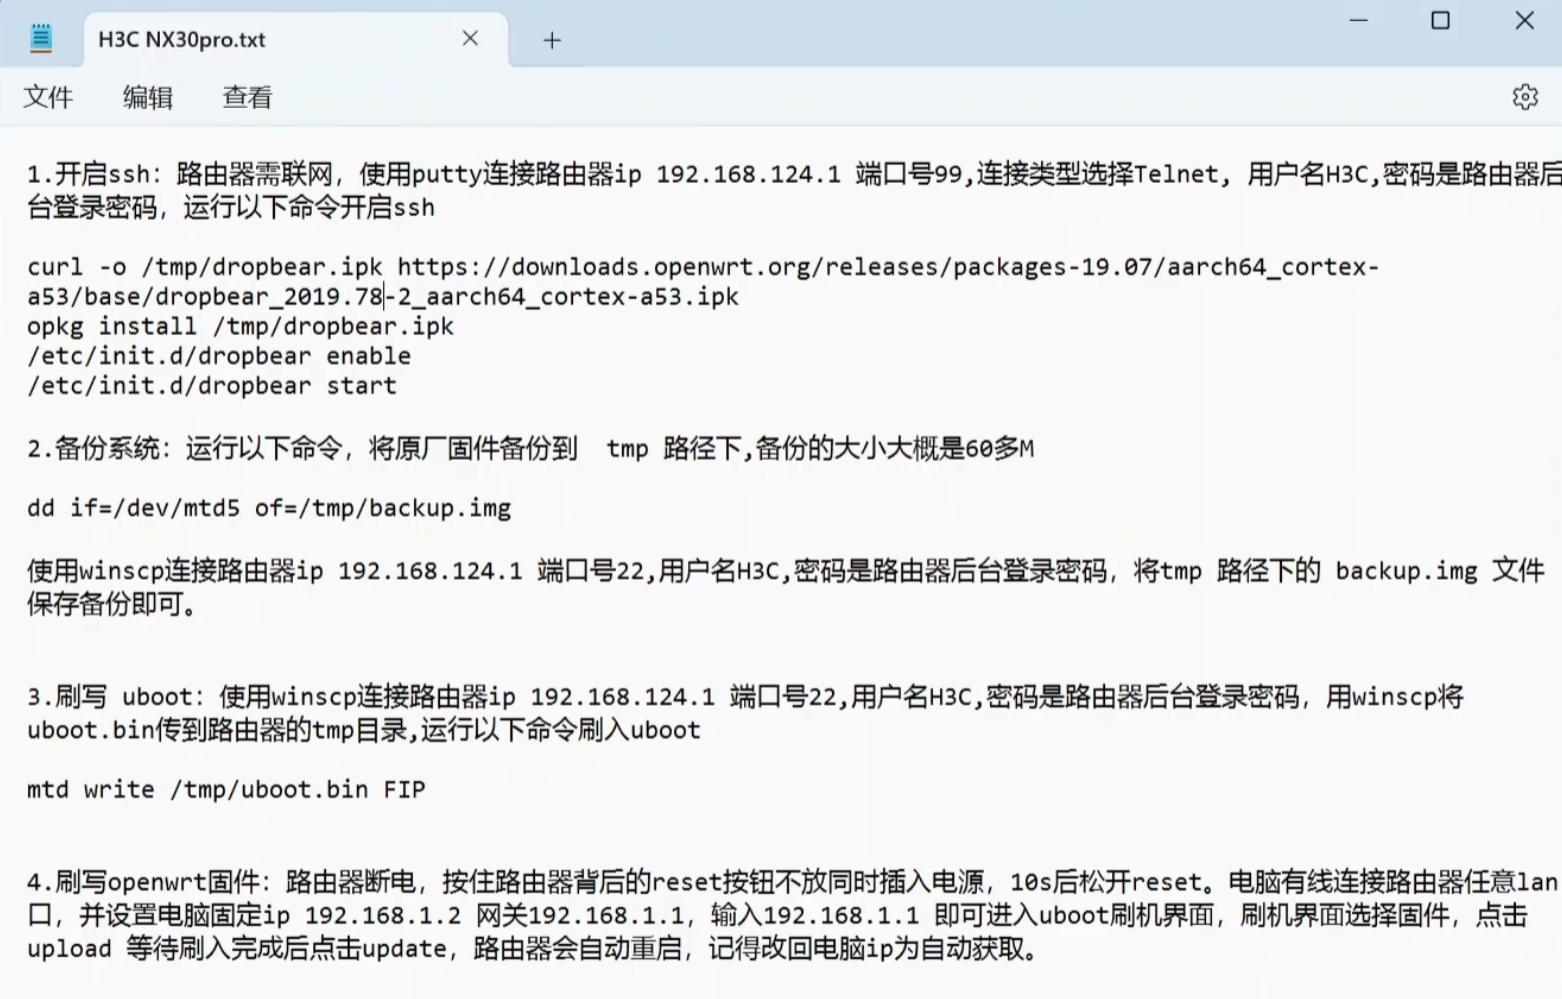 H3C NX30pro.txt
文件 编辑 查看
1.开启ssh：路由器需联网，使用putty连接路由器ip 192.168.124.1 端口号99,连接类型选择Telnet, 用户名H3C,密码是路由器后
台登录密码，运行以下命令开启ssh
curl -o /tmp/dropbear.ipk https://downloads.openwrt.org/releases/packages-19.07/aarch64_cortex-
a53/base/dropbear_2019.78-2_aarch64_cortex-a53.ipk
opkg install /tmp/dropbear.ipk
/etc/init.d/dropbear enable
/etc/init.d/dropbear start
2.备份系统：运行以下命令，将原厂固件备份到  tmp 路径下,备份的大小大概是60多M
dd if=/dev/mtd5 of=/tmp/backup.img
使用winscp连接路由器ip 192.168.124.1 端口号22,用户名H3C,密码是路由器后台登录密码，将tmp 路径下的 backup.img 文件
保存备份即可。
3.刷写 uboot：使用winscp连接路由器ip 192.168.124.1 端口号22,用户名H3C,密码是路由器后台登录密码，用winscp将
uboot.bin传到路由器的tmp目录,运行以下命令刷入uboot
mtd write /tmp/uboot.bin FIP
4.刷写openwrt固件：路由器断电，按住路由器背后的reset按钮不放同时插入电源，10s后松开reset。电脑有线连接路由器任意lan
口，并设置电脑固定ip 192.168.1.2 网关192.168.1.1，输入192.168.1.1 即可进入uboot刷机界面，刷机界面选择固件，点击
upload 等待刷入完成后点击update，路由器会自动重启，记得改回电脑ip为自动获取。